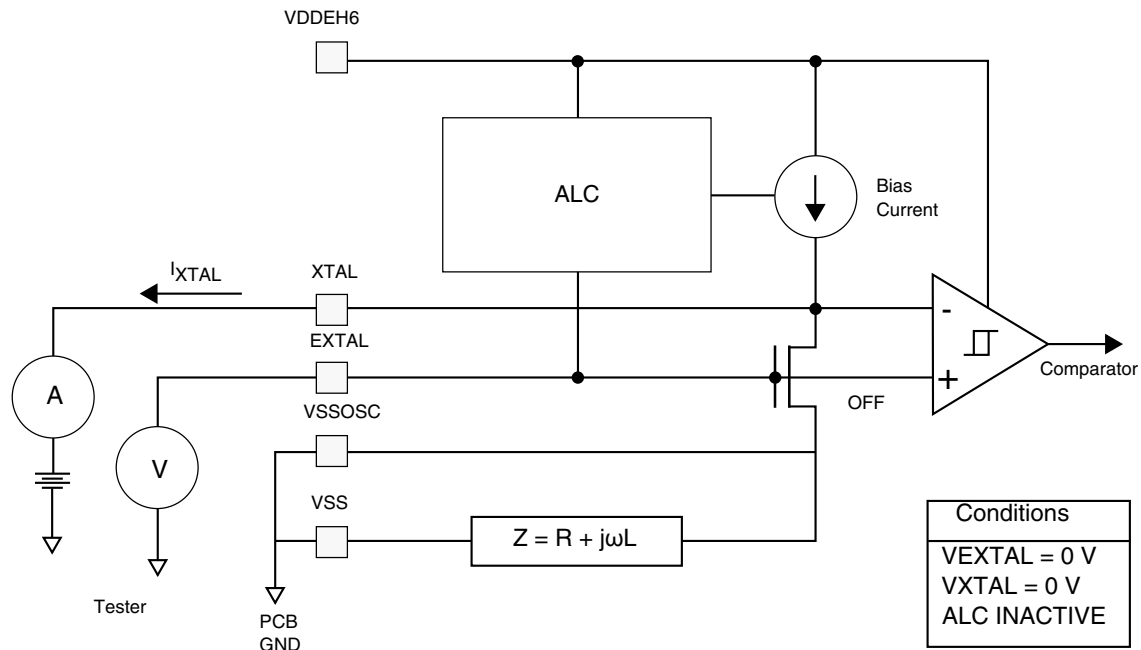 VDDEH6
ALC
Bias
Current
IXTAL
XTAL
EXTAL
-
+
A
V
OFF
Comparator
VSSOSC
VSS
Z = R + jωL
Tester
PCB
GND
Conditions
VEXTAL = 0 V
VXTAL = 0 V
ALC INACTIVE